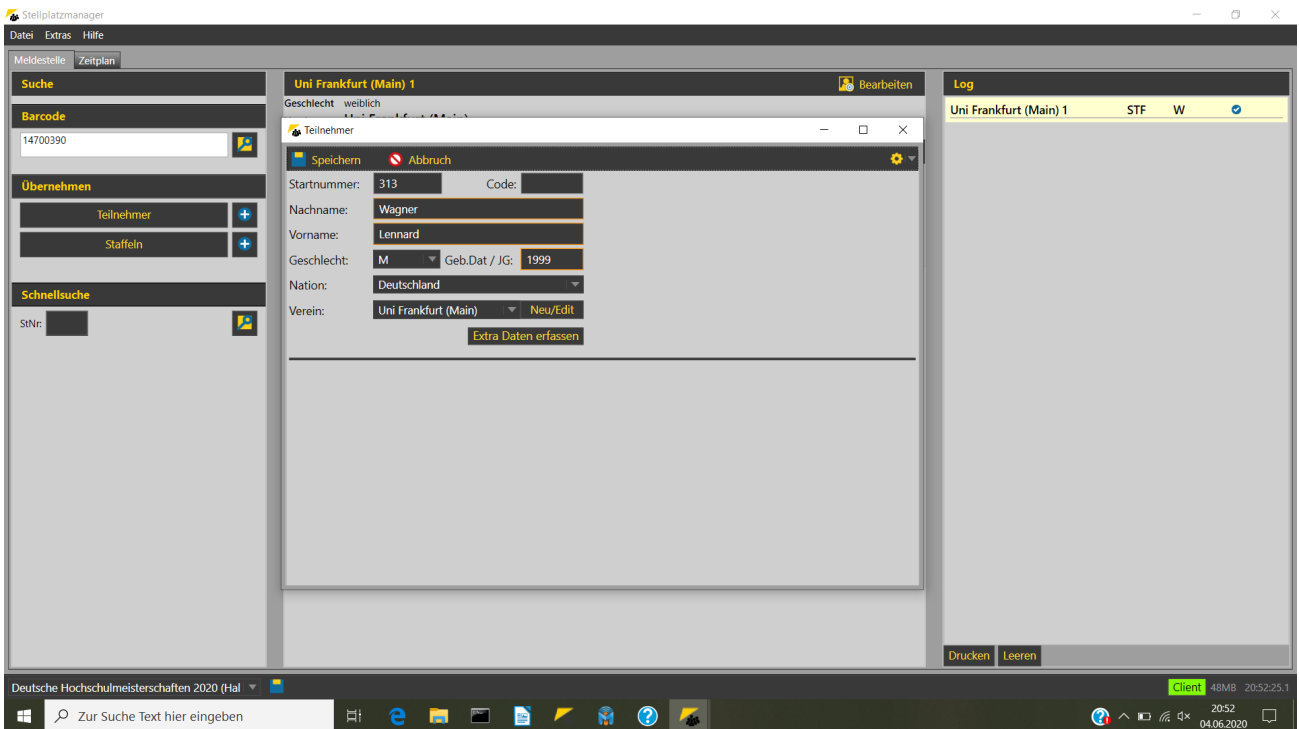 Stellplatzmanager
Datei Extras Hilfe
Meldestelle Zeitplan
Suche
Barcode
14700390
Übernehmen
Teilnehmer
Staffeln
Schnellsuche
StNr:
Uni Frankfurt (Main) 1 Bearbeiten
Geschlecht weiblich
Teilnehmer
Speichern Abbruch
Startnummer: 313 Code:
Nachname: Wagner
Vorname: Lennard
Geschlecht: M Geb.Dat / JG: 1999
Nation: Deutschland
Verein: Uni Frankfurt (Main) Neu/Edit
Extra Daten erfassen
Log
Uni Frankfurt (Main) 1 STF W
Drucken Leeren
Deutsche Hochschulmeisterschaften 2020 (Hal
Client 48MB 20:52:25.1
Zur Suche Text hier eingeben
20:52
04.06.2020